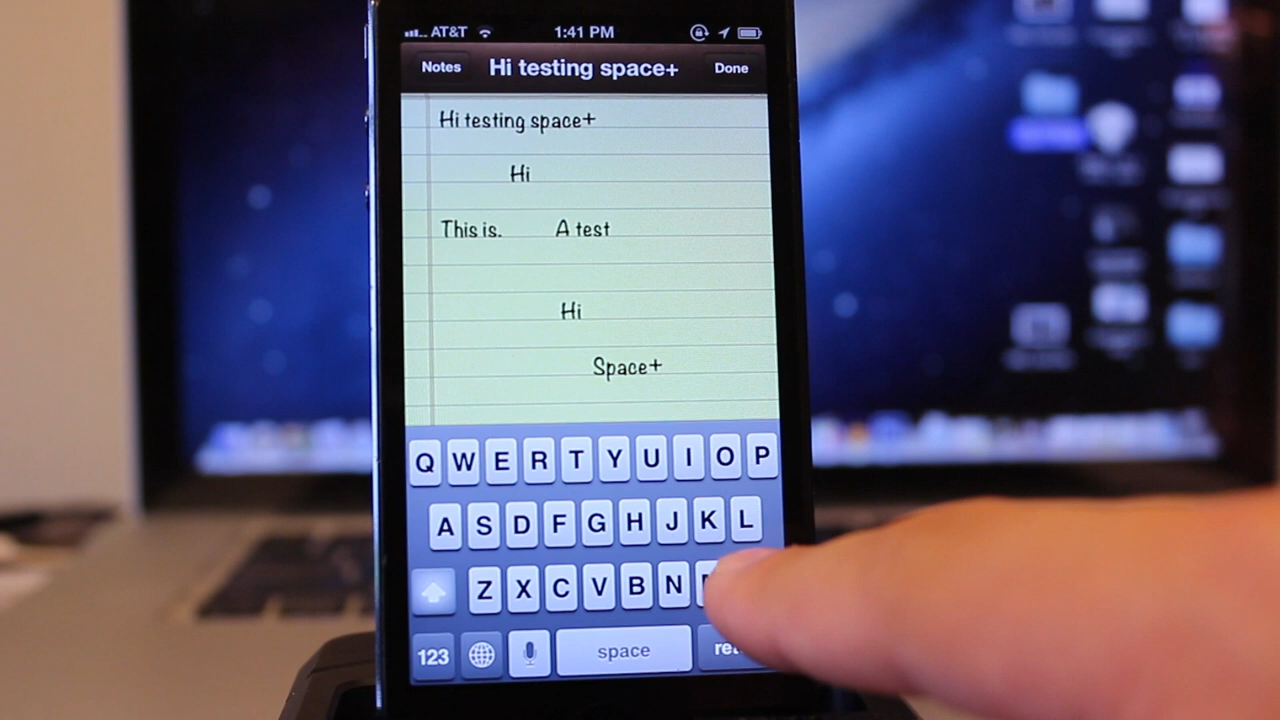 AT&T 1:41 PM
Notes Hi testing space+ Done
Hi testing space+
Hi
This is. A test
Hi
Space+
Q W E R T Y U I O P
A S D F G H J K L
Z X C V B N
123 space